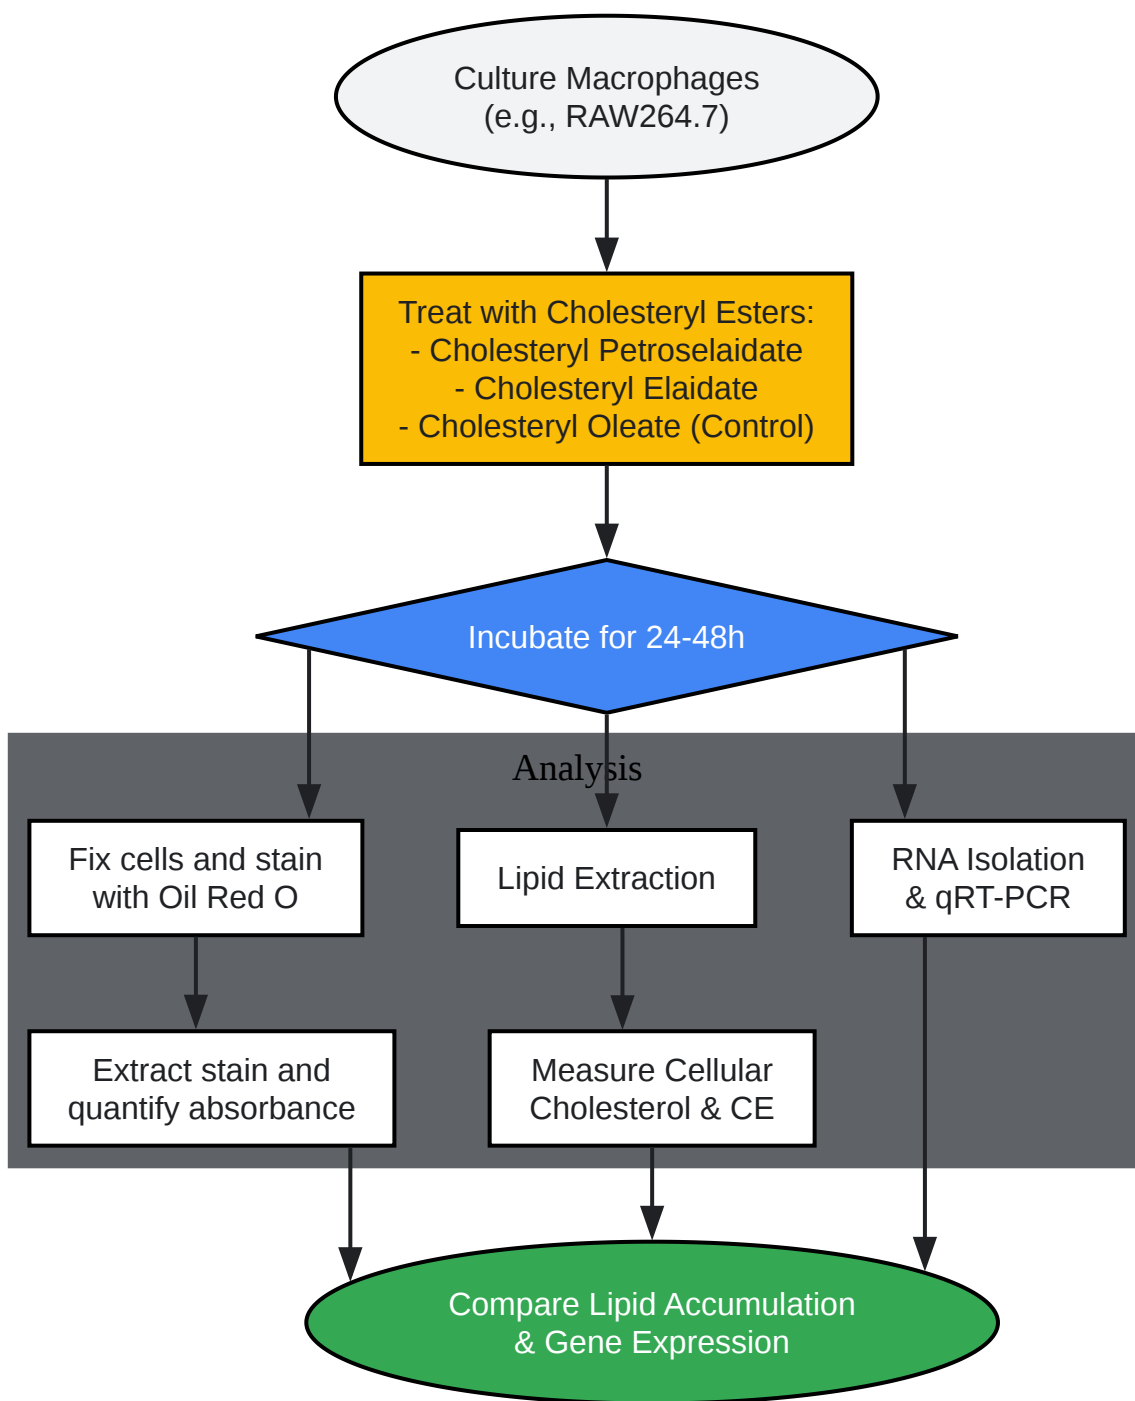 Culture Macrophages
(e.g., RAW264.7)
Treat with Cholesteryl Esters:
- Cholesteryl Petroselaidate
- Cholesteryl Elaidate
- Cholesteryl Oleate (Control)
Incubate for 24-48h
Analysis
Fix cells and stain
with Oil Red O
Lipid Extraction
RNA Isolation
& qRT-PCR
Extract stain and
quantify absorbance
Measure Cellular
Cholesterol & CE
Compare Lipid Accumulation
& Gene Expression